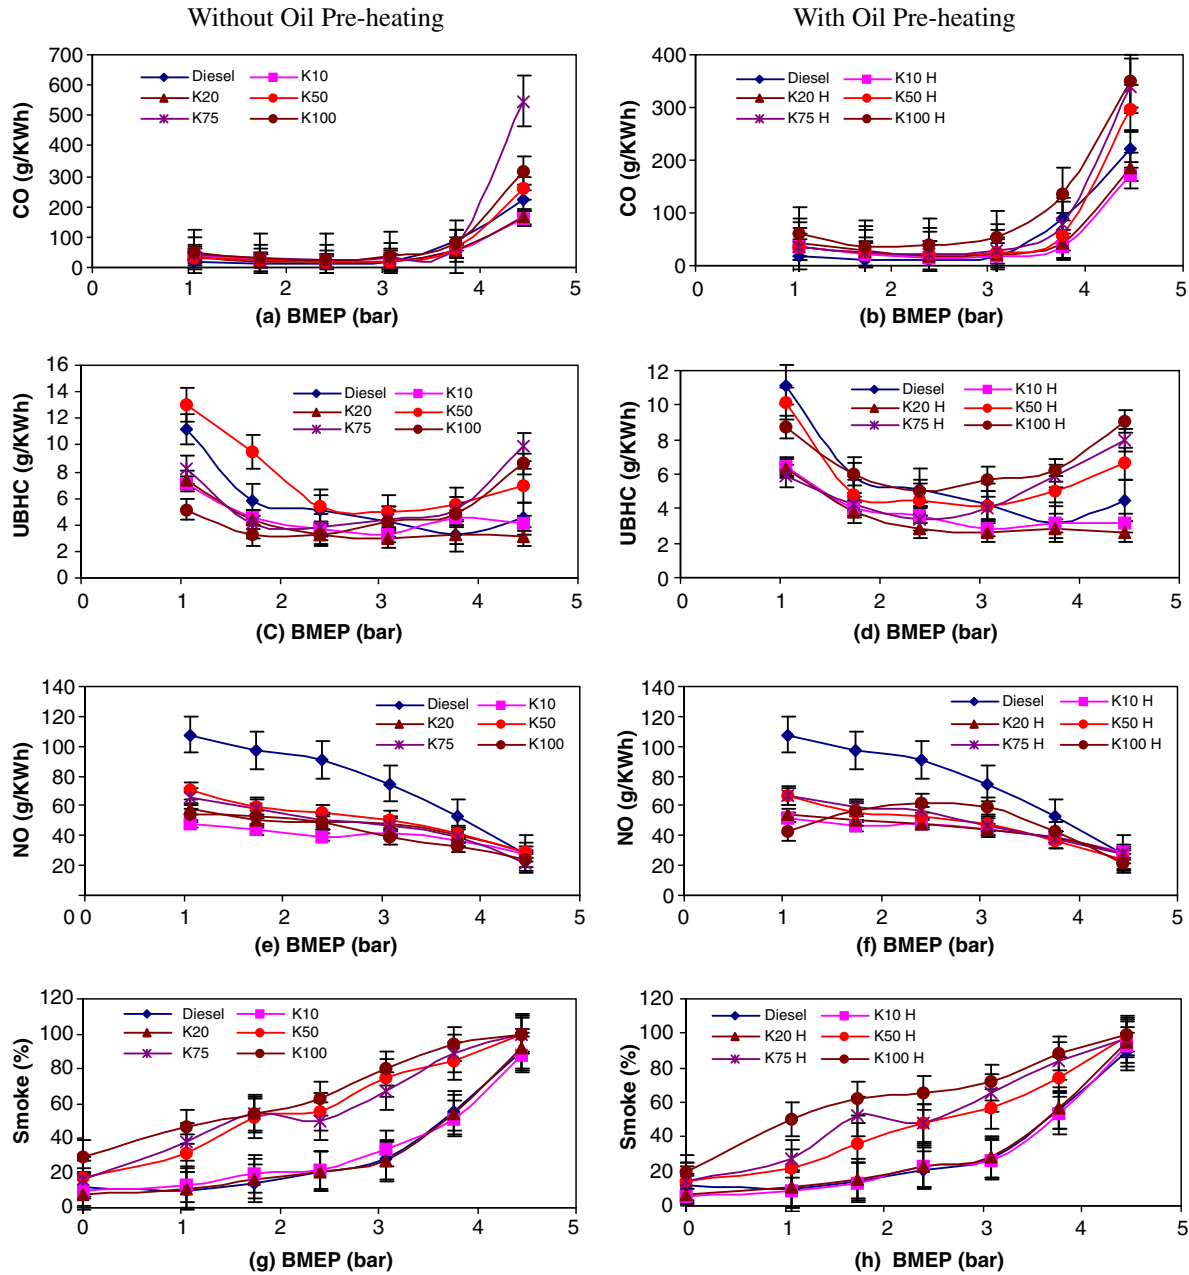 Without Oil Pre-heating
With Oil Pre-heating
CO (g/KWh)
700
600
500
400
300
200
100
0
Diesel K10
K20 K50
K75 K100
0 1 2 3 4 5
(a) BMEP (bar)
CO (g/KWh)
400
300
200
100
0
Diesel K10 H
K20 H K50 H
K75 H K100 H
0 1 2 3 4 5
(b) BMEP (bar)
UBHC (g/KWh)
16
14
12
10
8
6
4
2
0
Diesel K10
K20 K50
K75 K100
0 1 2 3 4 5
(C) BMEP (bar)
UBHC (g/KWh)
12
10
8
6
4
2
0
Diesel K10 H
K20 H K50 H
K75 H K100 H
0 1 2 3 4 5
(d) BMEP (bar)
NO (g/KWh)
140
120
100
80
60
40
20
0
Diesel K10
K20 K50
K75 K100
0 1 2 3 4 5
(e) BMEP (bar)
NO (g/KWh)
140
120
100
80
60
40
20
0
Diesel K10 H
K20 H K50 H
K75 H K100 H
0 1 2 3 4 5
(f) BMEP (bar)
Smoke (%)
120
100
80
60
40
20
0
Diesel K10
K20 K50
K75 K100
0 1 2 3 4 5
(g) BMEP (bar)
Smoke (%)
120
100
80
60
40
20
0
Diesel K10 H
K20 H K50 H
K75 H K100 H
0 1 2 3 4 5
(h) BMEP (bar)